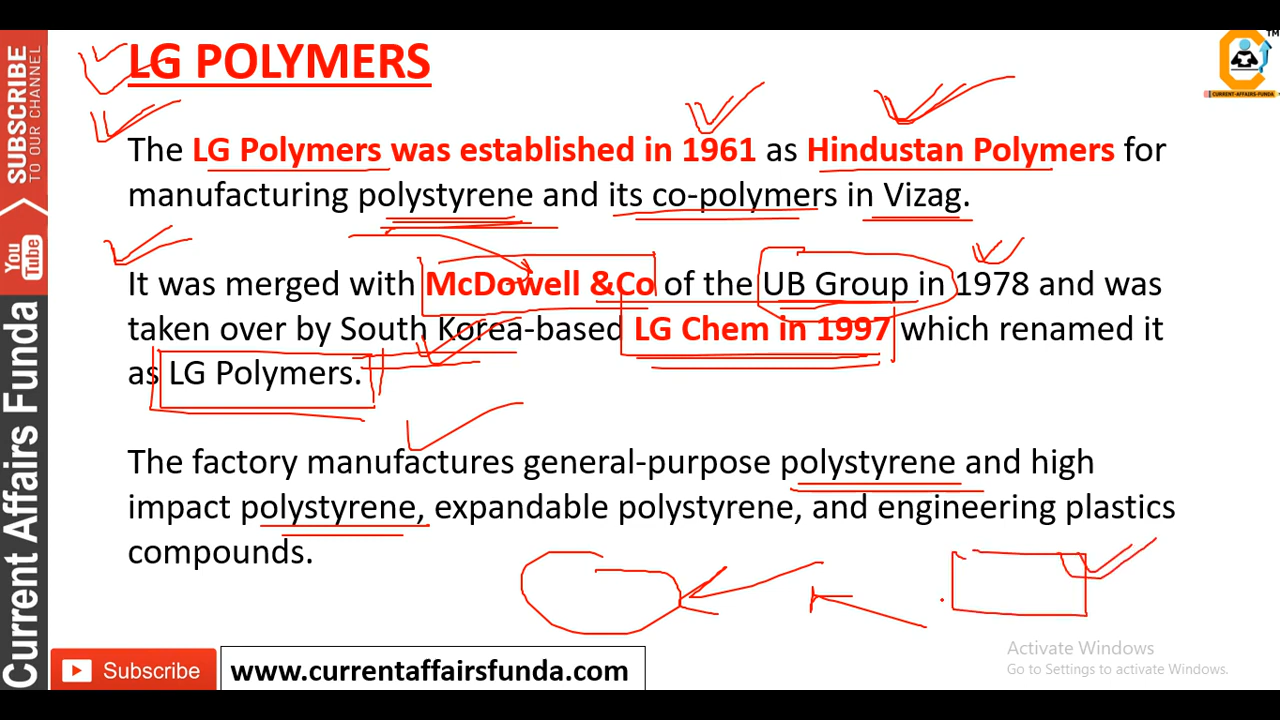 SUBSCRIBE
TO OUR CHANNEL
You
Tube
Current Affairs Funda
LG POLYMERS
TM
CURRENT-AFFAIRS-FUNDA
The LG Polymers was established in 1961 as Hindustan Polymers for
manufacturing polystyrene and its co-polymers in Vizag.
It was merged with McDowell &Co of the UB Group in 1978 and was
taken over by South Korea-based LG Chem in 1997 which renamed it
as LG Polymers.
The factory manufactures general-purpose polystyrene and high
impact polystyrene, expandable polystyrene, and engineering plastics
compounds.
Activate Windows
Go to Settings to activate Windows.
Subscribe
www.currentaffairsfunda.com